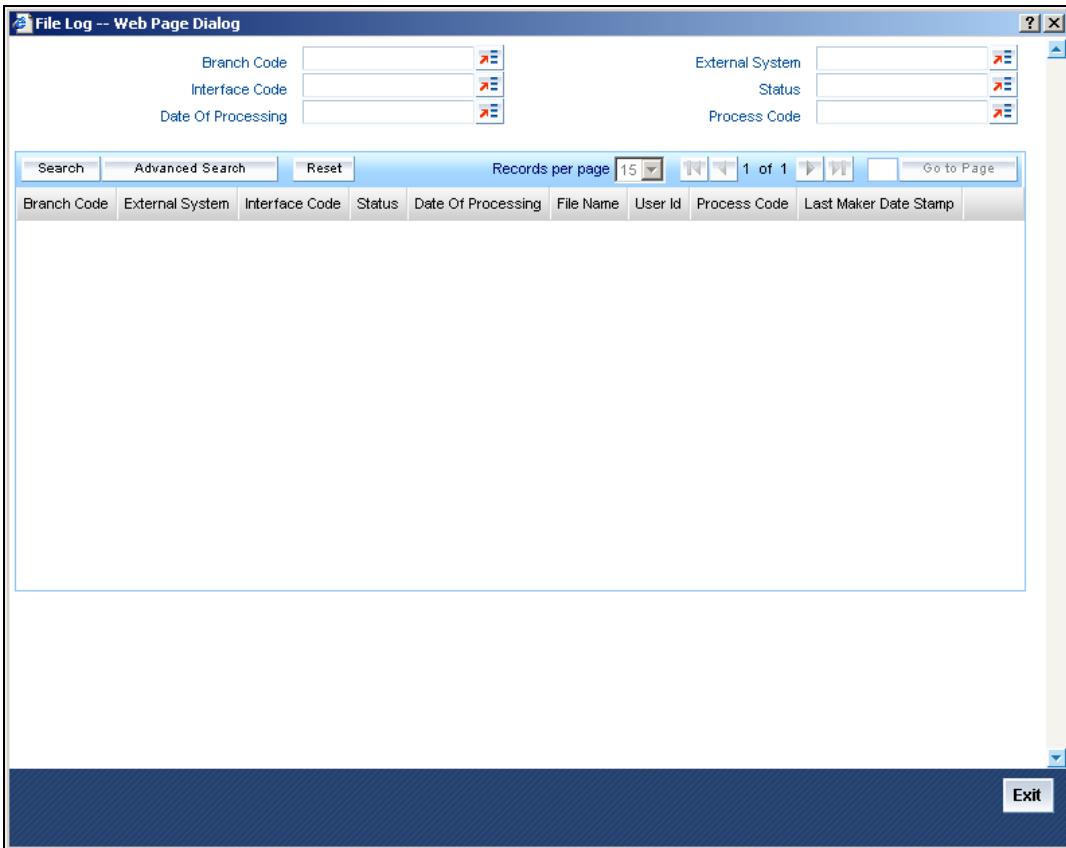 File Log -- Web Page Dialog ? X
Branch Code External System
Interface Code Status
Date Of Processing Process Code
Search Advanced Search Reset Records per page 15 1 of 1 Go to Page
Branch Code External System Interface Code Status Date Of Processing File Name User Id Process Code Last Maker Date Stamp
Exit